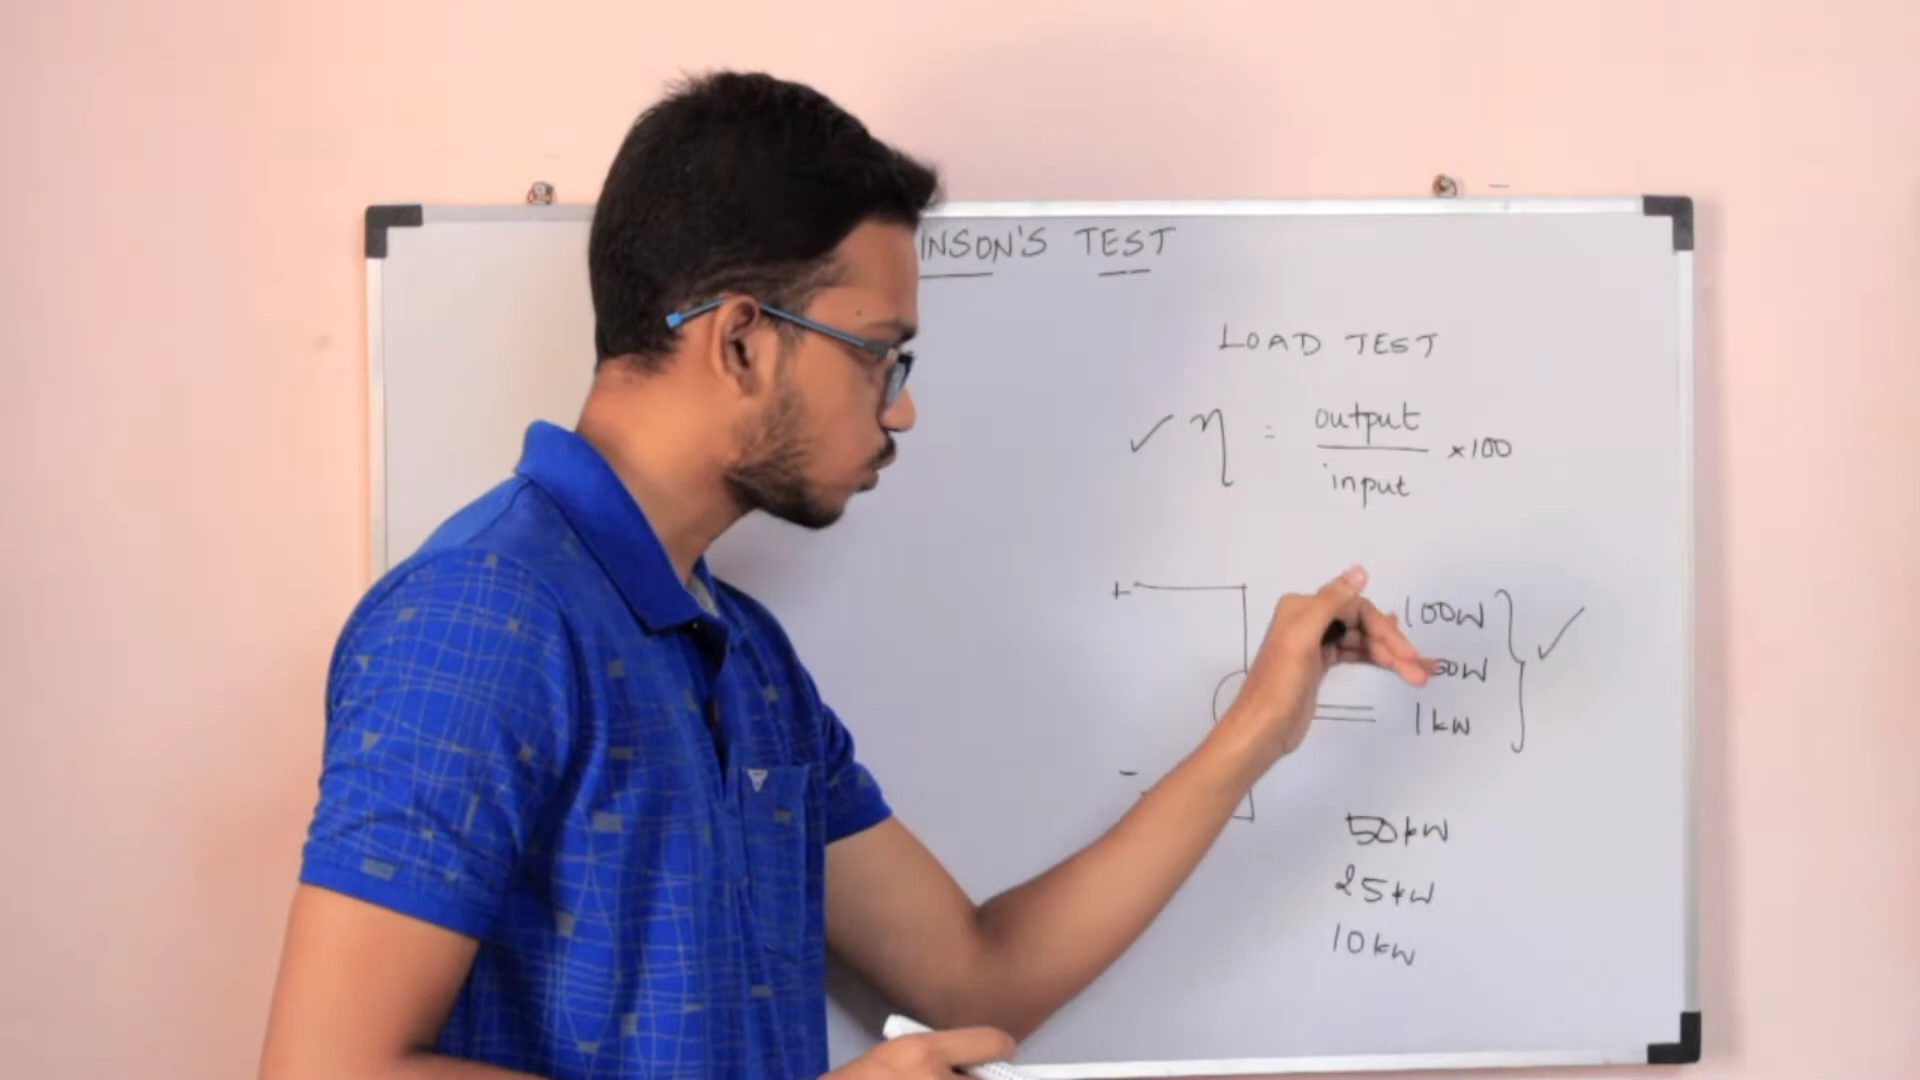 INSON'S TEST
LOAD TEST
η = output / input ×100
+
100W
1kW
-
50kW
25kW
10kW